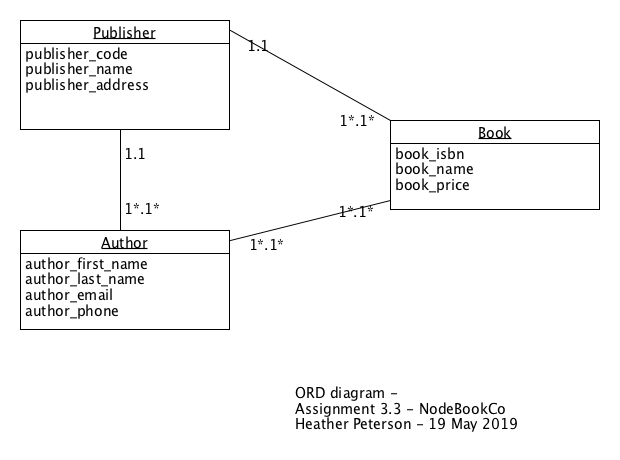 Publisher
publisher_code
publisher_name
publisher_address
1.1
1*.1*
Book
book_isbn
book_name
book_price
1.1
1*.1*
1*.1*
1*.1*
Author
author_first_name
author_last_name
author_email
author_phone
ORD diagram -
Assignment 3.3 - NodeBookCo
Heather Peterson - 19 May 2019